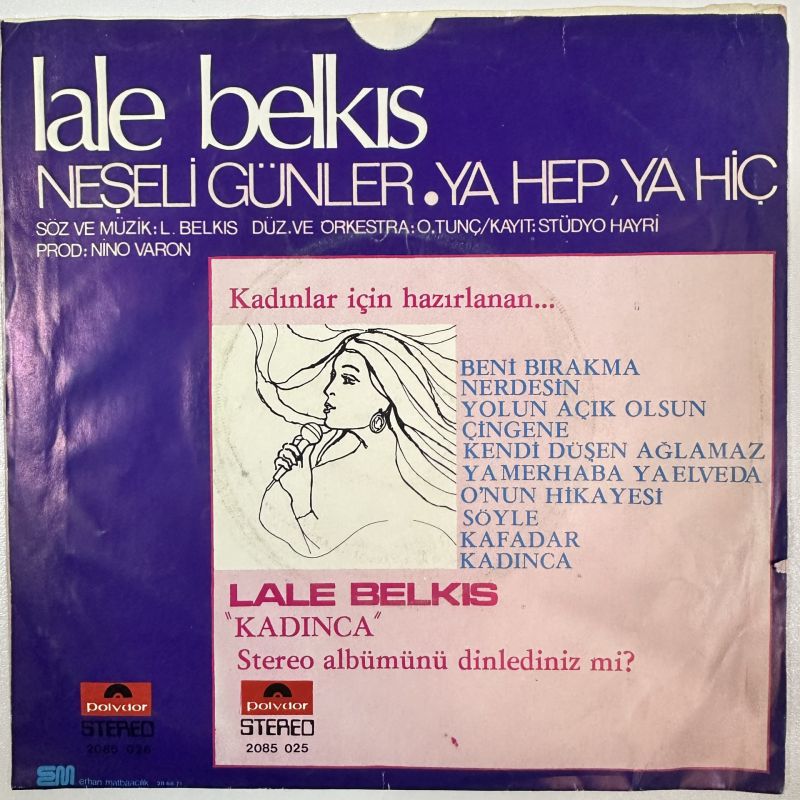 lale belkıs
NEŞELİ GÜNLER.YA HEP, YA HİÇ
SÖZ VE MÜZİK: L. BELKIS DÜZ.VE ORKESTRA: O.TUNÇ/KAYIT: STÜDYO HAYRİ
PROD: NİNO VARON
Kadınlar için hazırlanan...
BENİ BIRAKMA
NERDESİN
YOLUN AÇIK OLSUN
ÇİNGENE
KENDİ DÜŞEN AĞLAMAZ
YAMERHABA YAELVEDA
O'NUN HİKAYESİ
SÖYLE
KAFADAR
KADINCA
LALE BELKIS
"KADINCA"
Stereo albümünü dinlediniz mi?
polydor
STEREO
2085 026
polydor
STEREO
2085 025
erhan matbaacılık